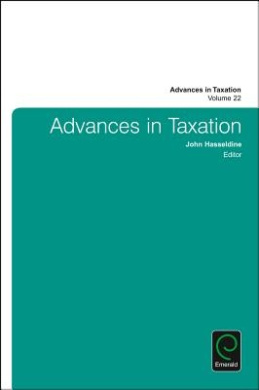 Advances in Taxation
Volume 22
Advances in Taxation
John Hasseldine
Editor
Emerald